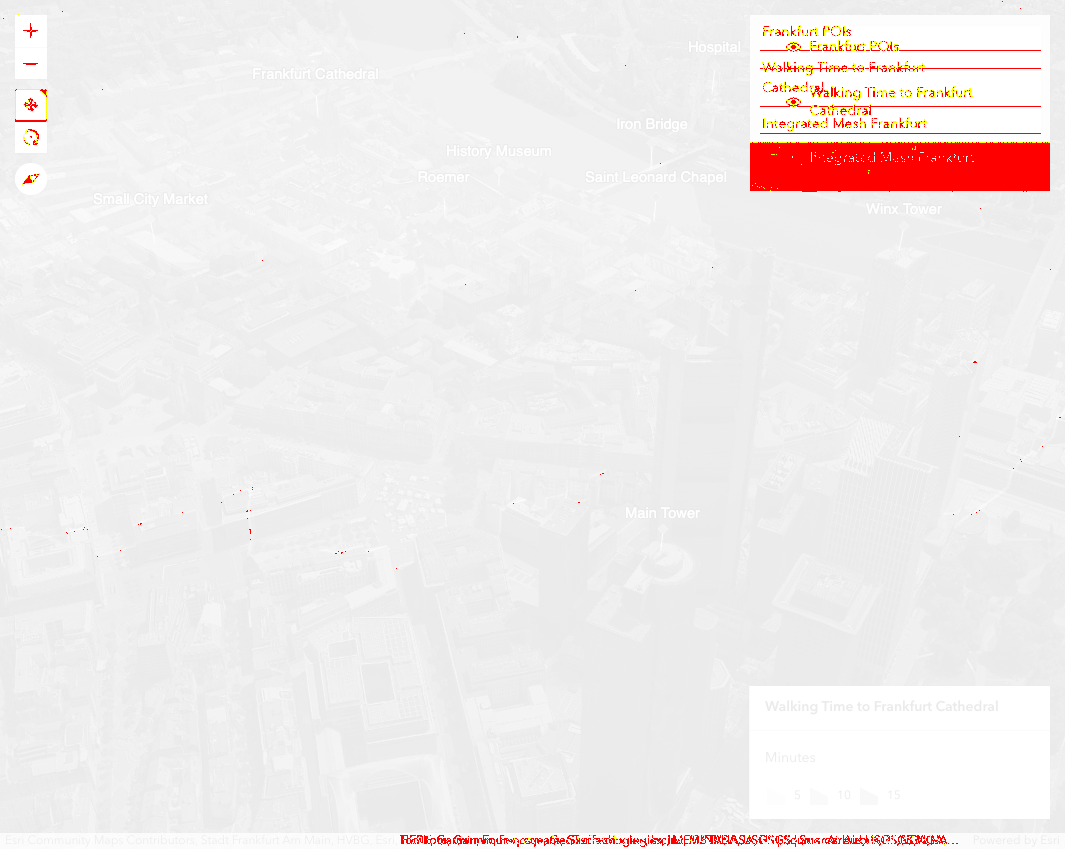 Hospital
Frankfurt Cathedral
Iron Bridge
History Museum
Roemer
Saint Leonard Chapel
Small City Market
Winx Tower
Main Tower
Frankfurt POIs
Frankfurt POIs
Walking Time to Frankfurt
Cathedral
Walking Time to Frankfurt
Cathedral
Integrated Mesh Frankfurt
Integrated Mesh Frankfurt
Walking Time to Frankfurt Cathedral
Minutes
5 10 15
Esri Community Maps Contributors, Stadt Frankfurt Am Main, HVBG, Esri
Powered by Esri